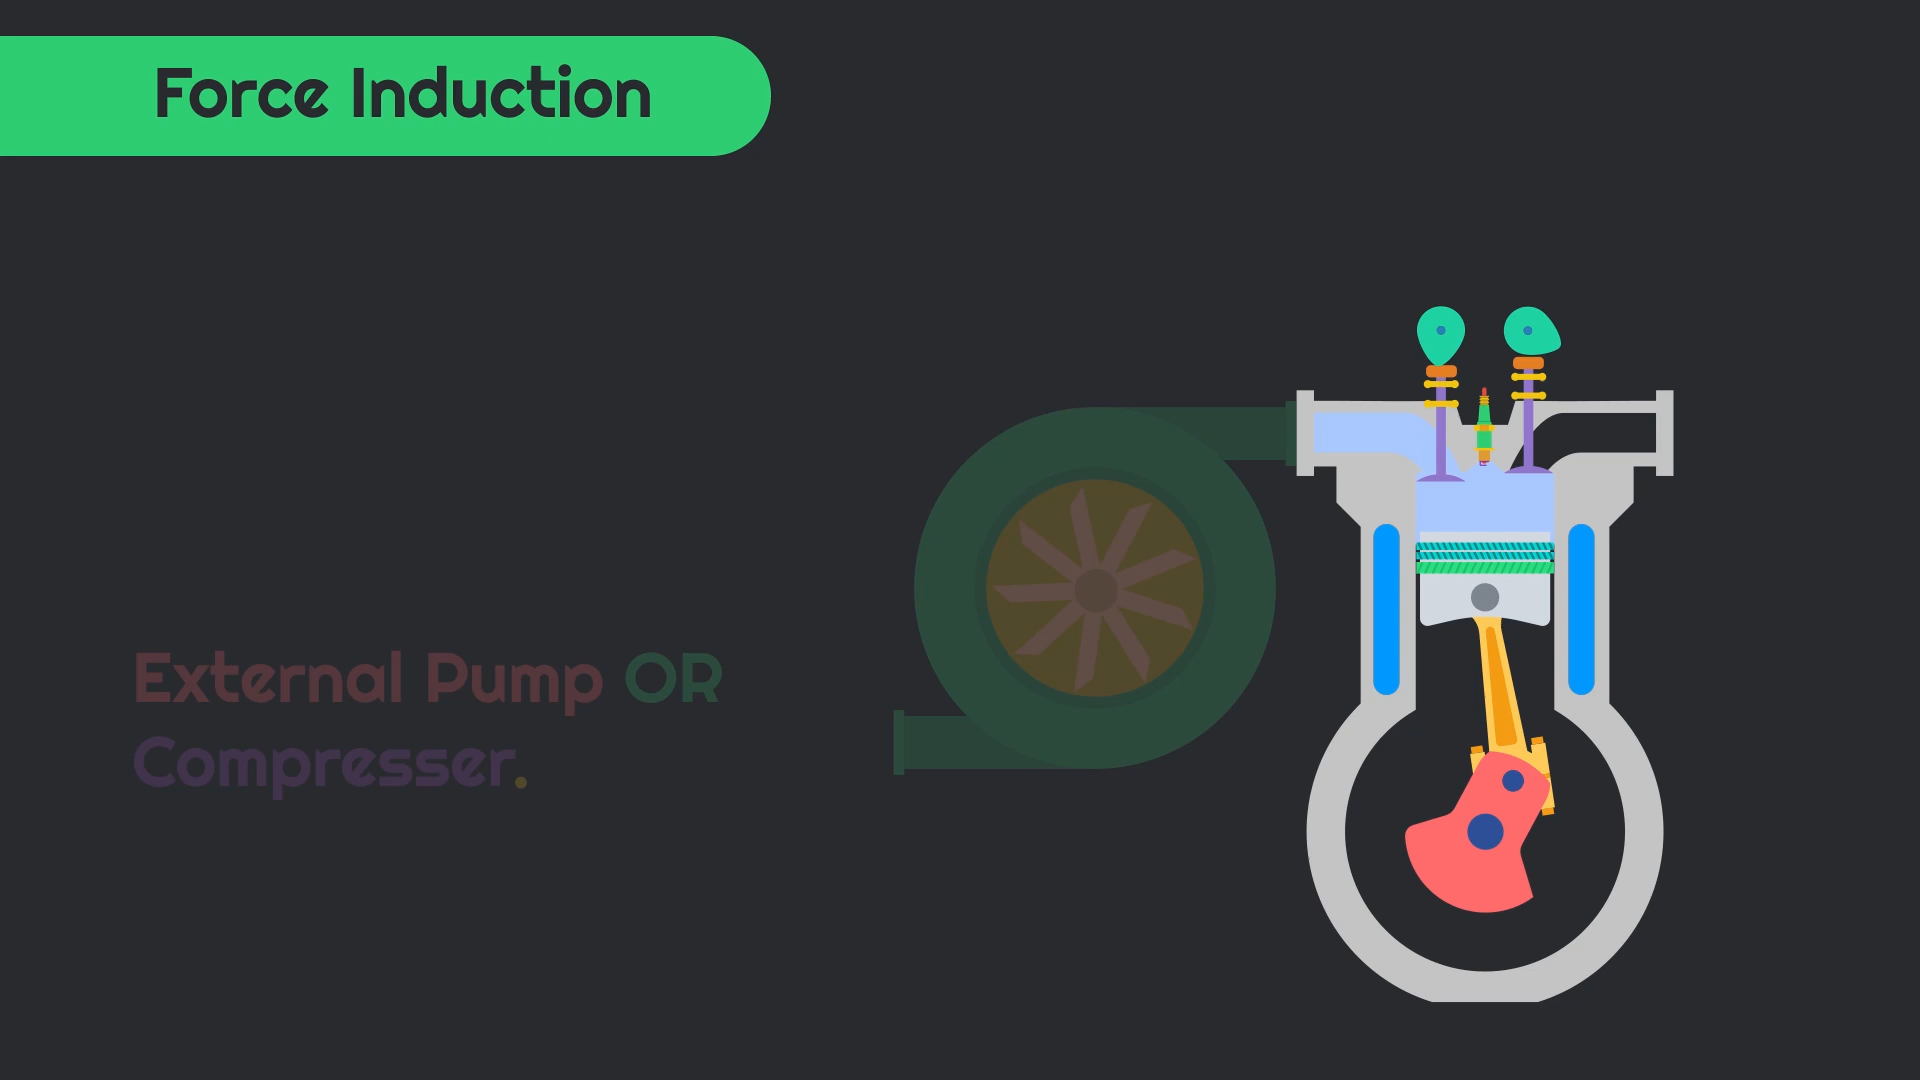 Force Induction
External Pump OR
Compresser.